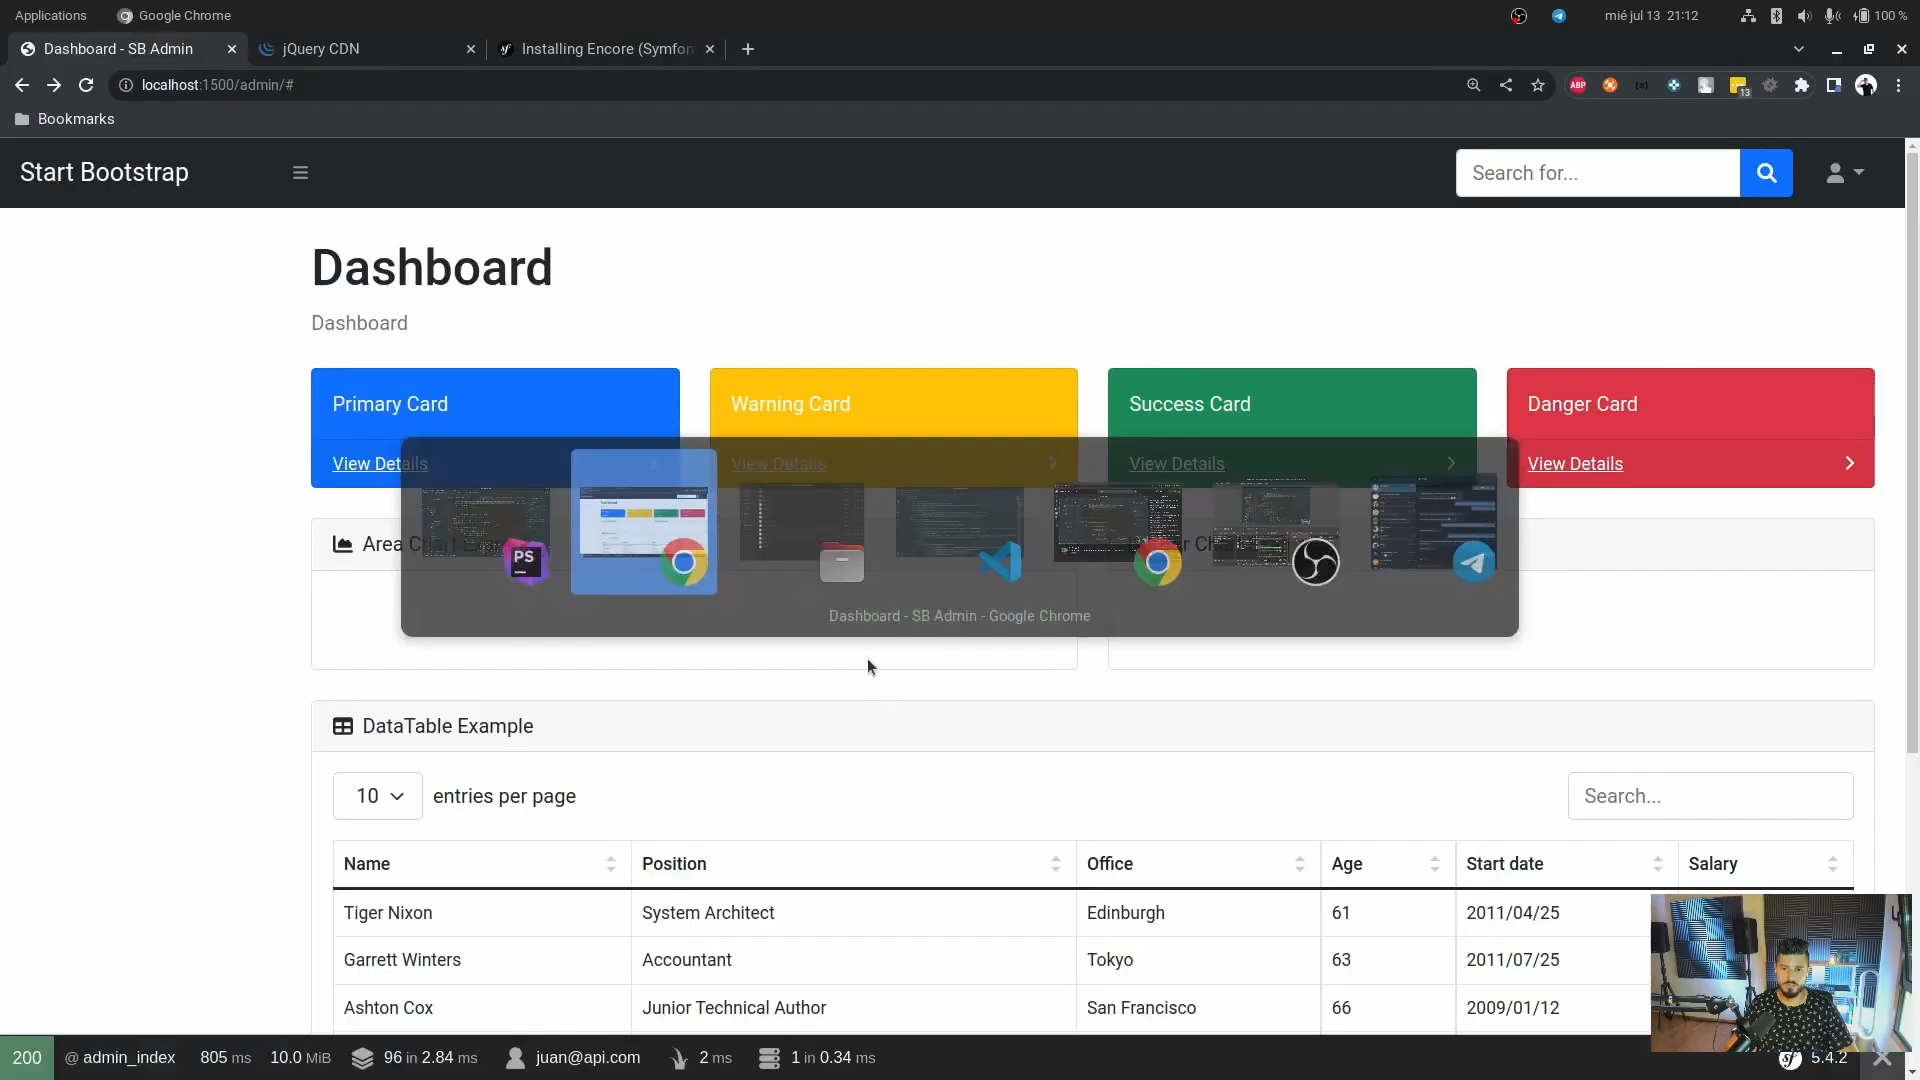 Applications
Google Chrome
mié jul 13 21:12
100 %
Dashboard - SB Admin
jQuery CDN
Installing Encore (Symfon
localhost:1500/admin/#
ABP
13
Bookmarks
Start Bootstrap
Search for...
Dashboard
Dashboard
Primary Card
Warning Card
Success Card
Danger Card
View Details
View Details
View Details
View Details
Area
PS
Dashboard - SB Admin - Google Chrome
DataTable Example
10
entries per page
Search...
Name
Position
Office
Age
Start date
Salary
Tiger Nixon
System Architect
Edinburgh
61
2011/04/25
Garrett Winters
Accountant
Tokyo
63
2011/07/25
Ashton Cox
Junior Technical Author
San Francisco
66
2009/01/12
200
@ admin_index
805 ms
10.0 MiB
96 in 2.84 ms
juan@api.com
2 ms
1 in 0.34 ms
sf
5.4.2